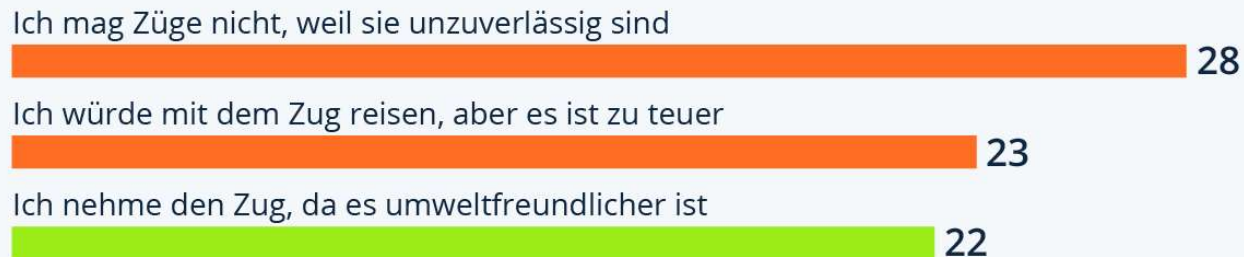 Ich mag Züge nicht, weil sie unzuverlässig sind
28
Ich würde mit dem Zug reisen, aber es ist zu teuer
23
Ich nehme den Zug, da es umweltfreundlicher ist
22